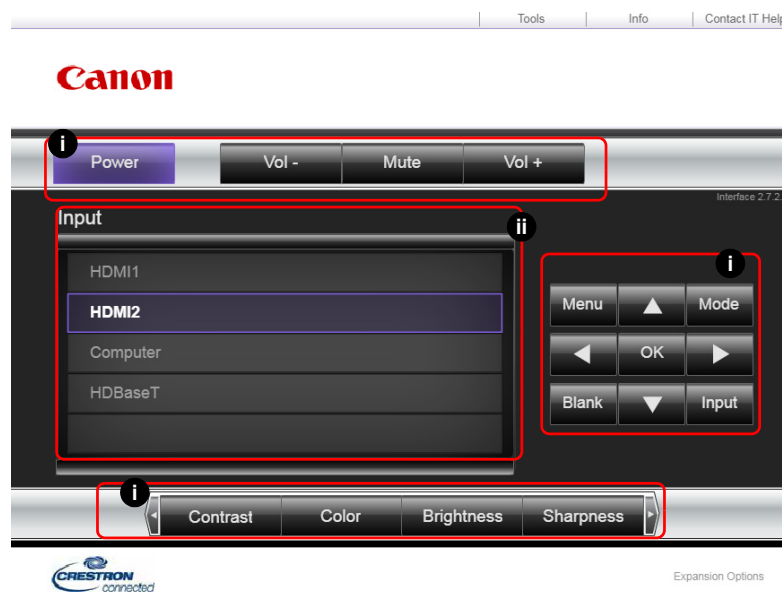 Tools Info Contact IT Help
Canon
i
Power Vol - Mute Vol +
Interface 2.7.2.
Input
ii
HDMI1
HDMI2
Computer
HDBaseT
i
Menu Mode
OK
Blank Input
i
Contrast Color Brightness Sharpness
CRESTRON
connected
Expansion Options